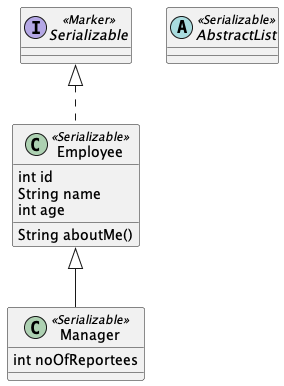 I
«Marker»
Serializable
A
«Serializable»
AbstractList
C
«Serializable»
Employee
int id
String name
int age
String aboutMe()
C
«Serializable»
Manager
int noOfReportees